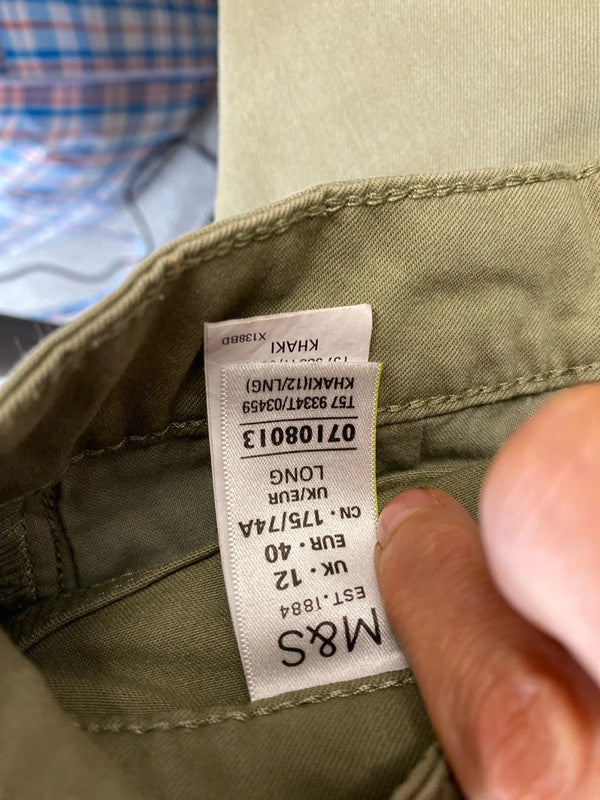 M&S
EST.1884
UK · 12
EUR · 40
CN · 175/74A
UK/EUR
LONG
07108013
T57 9334T/03459
KHAKI(12/LNG)
KHAKI
X138BD